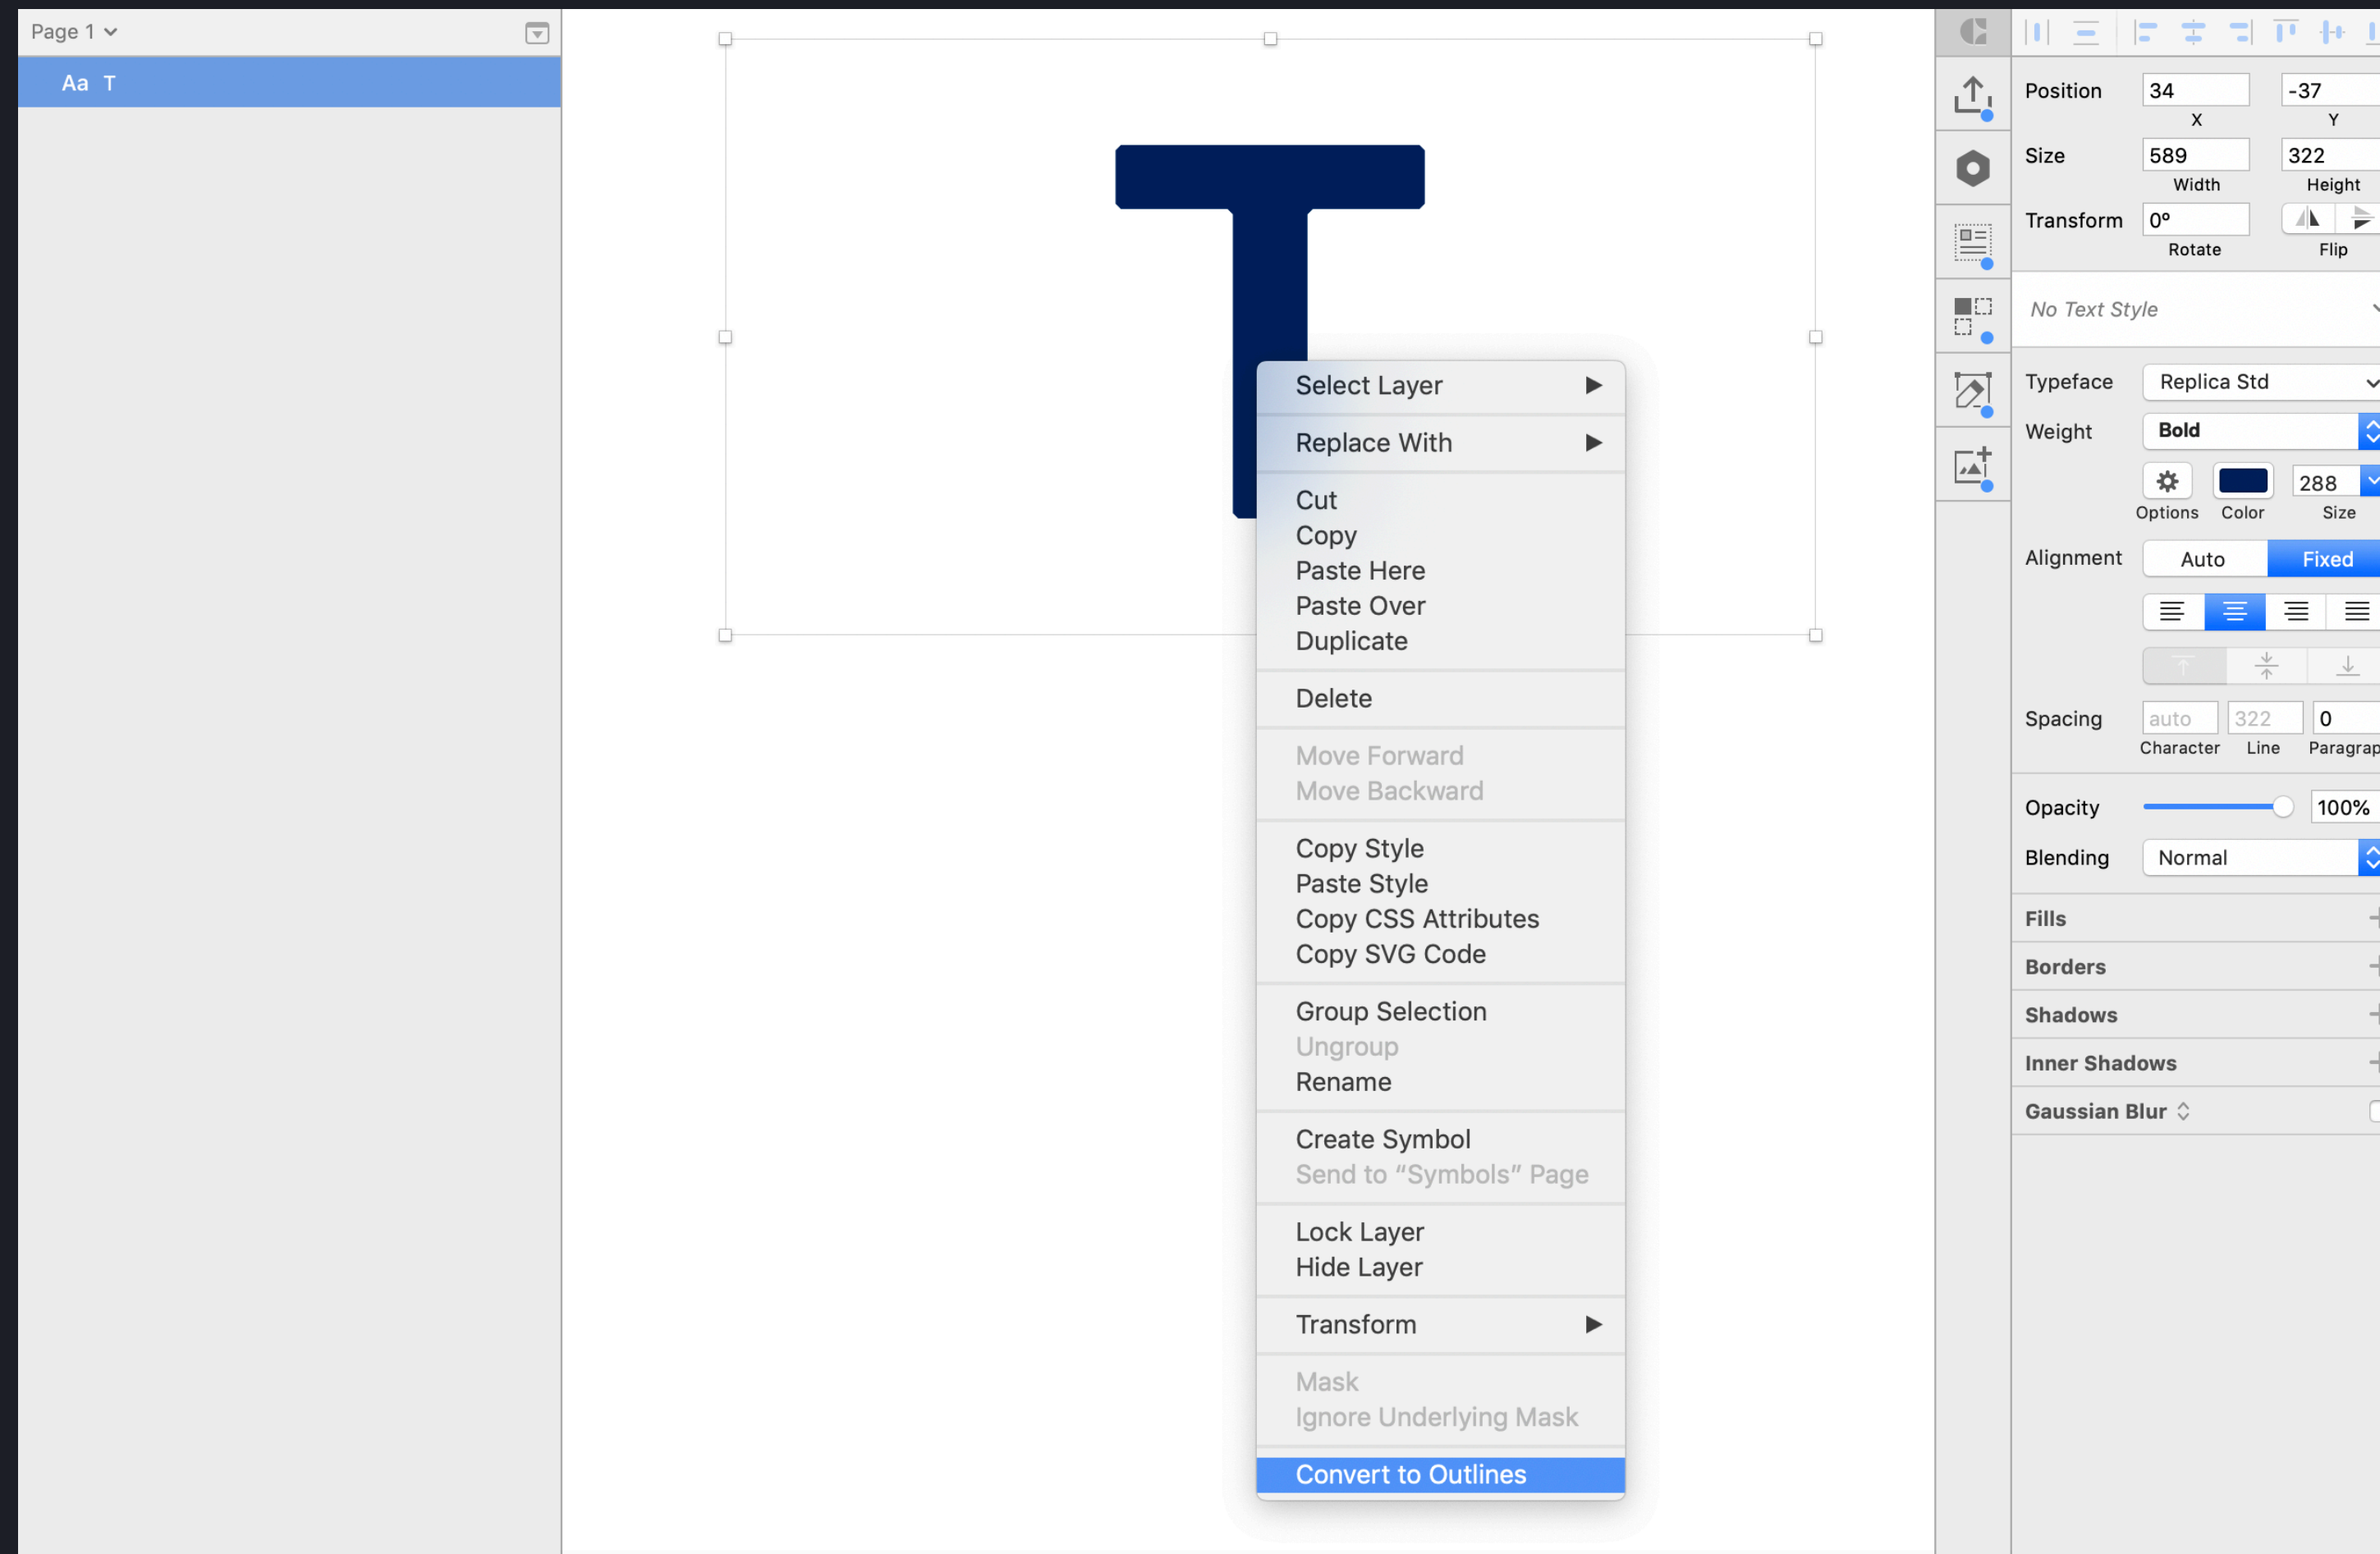 Page 1
Aa T
T
Select Layer
Replace With
Cut
Copy
Paste Here
Paste Over
Duplicate
Delete
Move Forward
Move Backward
Copy Style
Paste Style
Copy CSS Attributes
Copy SVG Code
Group Selection
Ungroup
Rename
Create Symbol
Send to “Symbols” Page
Lock Layer
Hide Layer
Transform
Mask
Ignore Underlying Mask
Convert to Outlines
Position 34 -37
X Y
Size 589 322
Width Height
Transform 0º
Rotate Flip
No Text Style
Typeface Replica Std
Weight Bold
288
Options Color Size
Alignment Auto Fixed
Spacing auto 322 0
Character Line Paragrap
Opacity 100%
Blending Normal
Fills
Borders
Shadows
Inner Shadows
Gaussian Blur